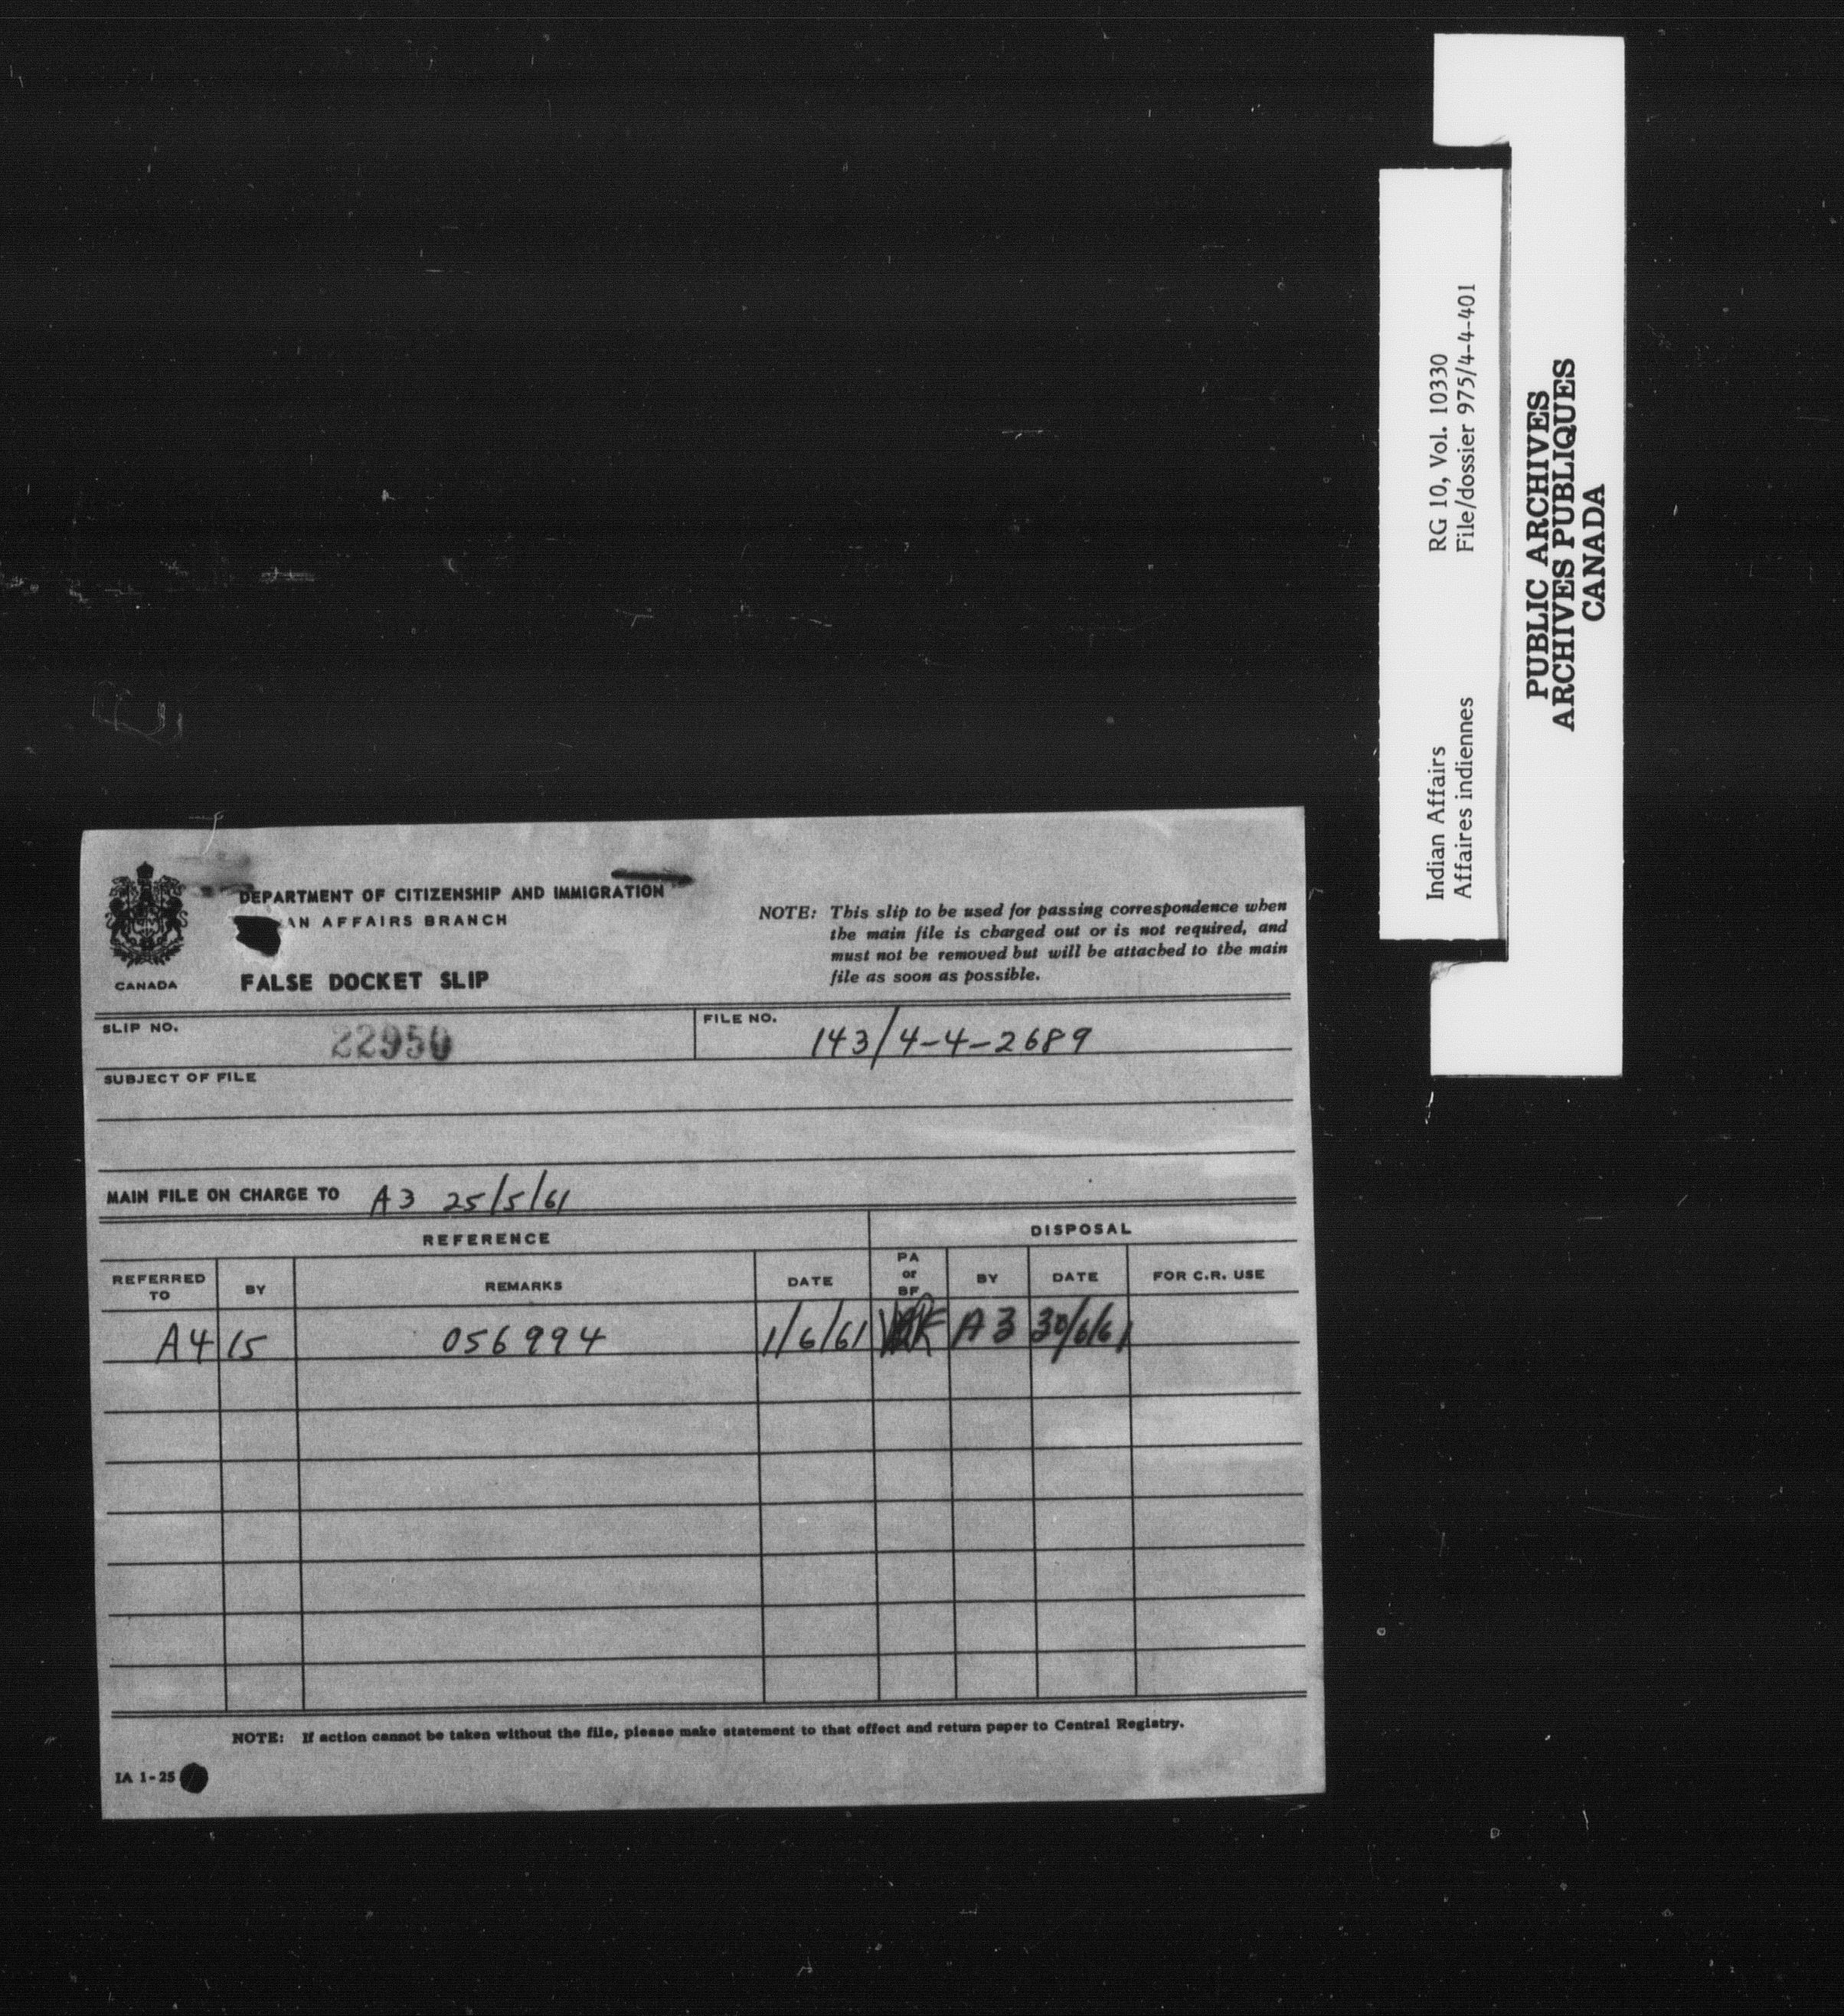 DEPARTMENT OF CITIZENSHIP AND IMMIGRATION
AN AFFAIRS BRANCH
FALSE DOCKET SLIP
CANADA
NOTE: This slip to be used for passing correspondence when
the main file is charged out or is not required, and
must not be removed but will be attached to the main
file as soon as possible.
SLIP NO. 22950
FILE NO. 143/4-4-2689
SUBJECT OF FILE
MAIN FILE ON CHARGE TO A3 25/5/61
REFERENCE DISPOSAL
REFERRED TO BY REMARKS DATE PA or BF BY DATE FOR C.R. USE
A4 15 056994 1/6/61 A3 30/6/61
NOTE: If action cannot be taken without the file, please make statement to that effect and return paper to Central Registry.
IA 1-25
Indian Affairs RG 10, Vol. 10330
Affaires indiennes File/dossier 975/4-4-401
PUBLIC ARCHIVES
ARCHIVES PUBLIQUES
CANADA